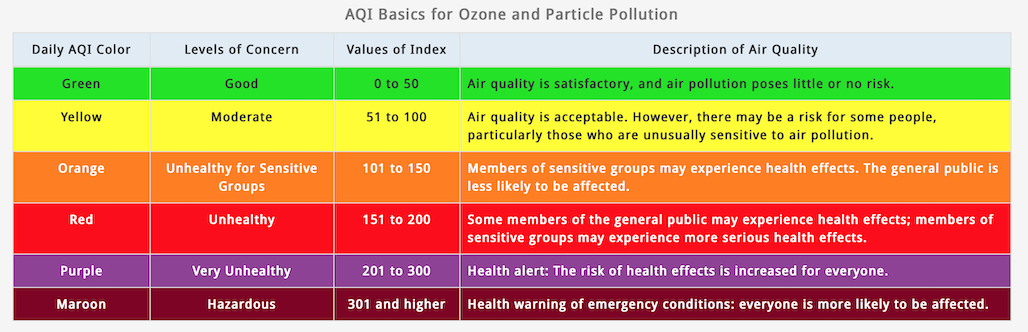 AQI Basics for Ozone and Particle Pollution
Daily AQI Color Levels of Concern Values of Index Description of Air Quality
Green Good 0 to 50 Air quality is satisfactory, and air pollution poses little or no risk.
Yellow Moderate 51 to 100 Air quality is acceptable. However, there may be a risk for some people,
particularly those who are unusually sensitive to air pollution.
Orange Unhealthy for Sensitive 101 to 150 Members of sensitive groups may experience health effects. The general public is
Groups less likely to be affected.
Red Unhealthy 151 to 200 Some members of the general public may experience health effects; members of
sensitive groups may experience more serious health effects.
Purple Very Unhealthy 201 to 300 Health alert: The risk of health effects is increased for everyone.
Maroon Hazardous 301 and higher Health warning of emergency conditions: everyone is more likely to be affected.